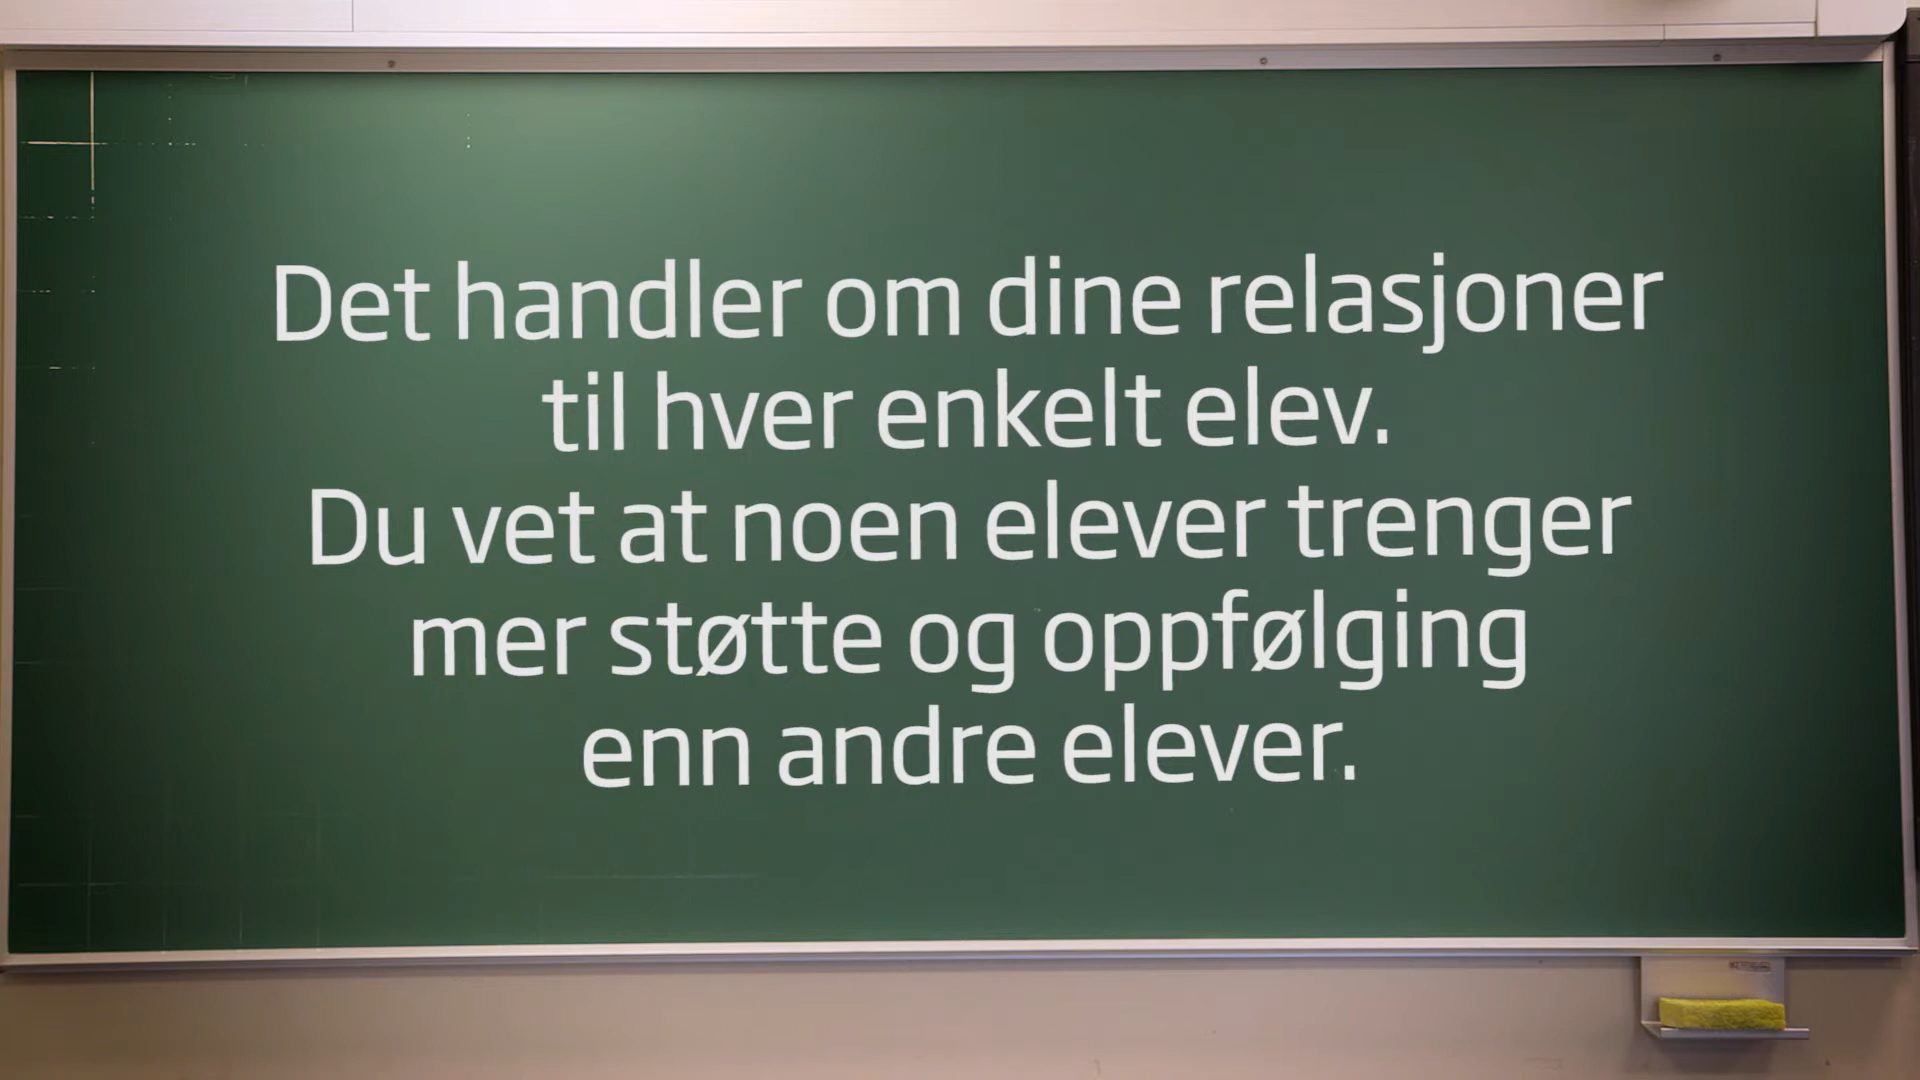 Det handler om dine relasjoner
til hver enkelt elev.
Du vet at noen elever trenger
mer støtte og oppfølging
enn andre elever.